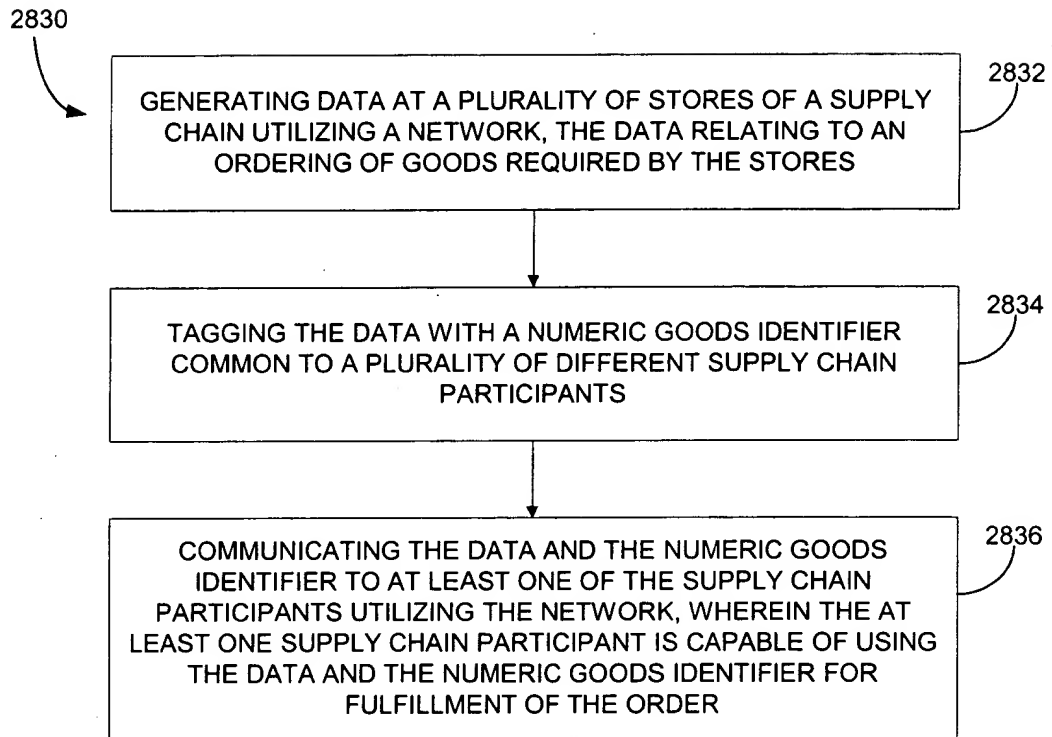 2830
2832
GENERATING DATA AT A PLURALITY OF STORES OF A SUPPLY
CHAIN UTILIZING A NETWORK, THE DATA RELATING TO AN
ORDERING OF GOODS REQUIRED BY THE STORES
2834
TAGGING THE DATA WITH A NUMERIC GOODS IDENTIFIER
COMMON TO A PLURALITY OF DIFFERENT SUPPLY CHAIN
PARTICIPANTS
2836
COMMUNICATING THE DATA AND THE NUMERIC GOODS
IDENTIFIER TO AT LEAST ONE OF THE SUPPLY CHAIN
PARTICIPANTS UTILIZING THE NETWORK, WHEREIN THE AT
LEAST ONE SUPPLY CHAIN PARTICIPANT IS CAPABLE OF USING
THE DATA AND THE NUMERIC GOODS IDENTIFIER FOR
FULFILLMENT OF THE ORDER